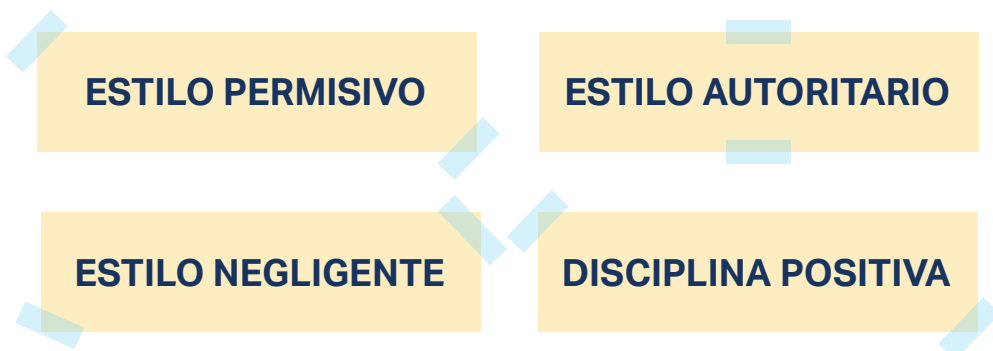 ESTILO PERMISIVO
ESTILO AUTORITARIO
ESTILO NEGLIGENTE
DISCIPLINA POSITIVA